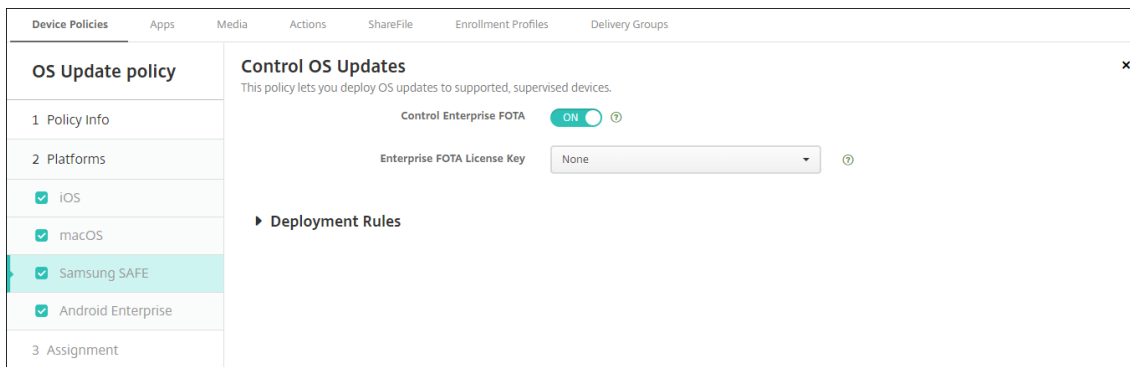 Device Policies Apps Media Actions ShareFile Enrollment Profiles Delivery Groups
OS Update policy
1 Policy Info
2 Platforms
iOS
macOS
Samsung SAFE
Android Enterprise
3 Assignment
Control OS Updates
This policy lets you deploy OS updates to supported, supervised devices.
Control Enterprise FOTA ON
Enterprise FOTA License Key None
Deployment Rules